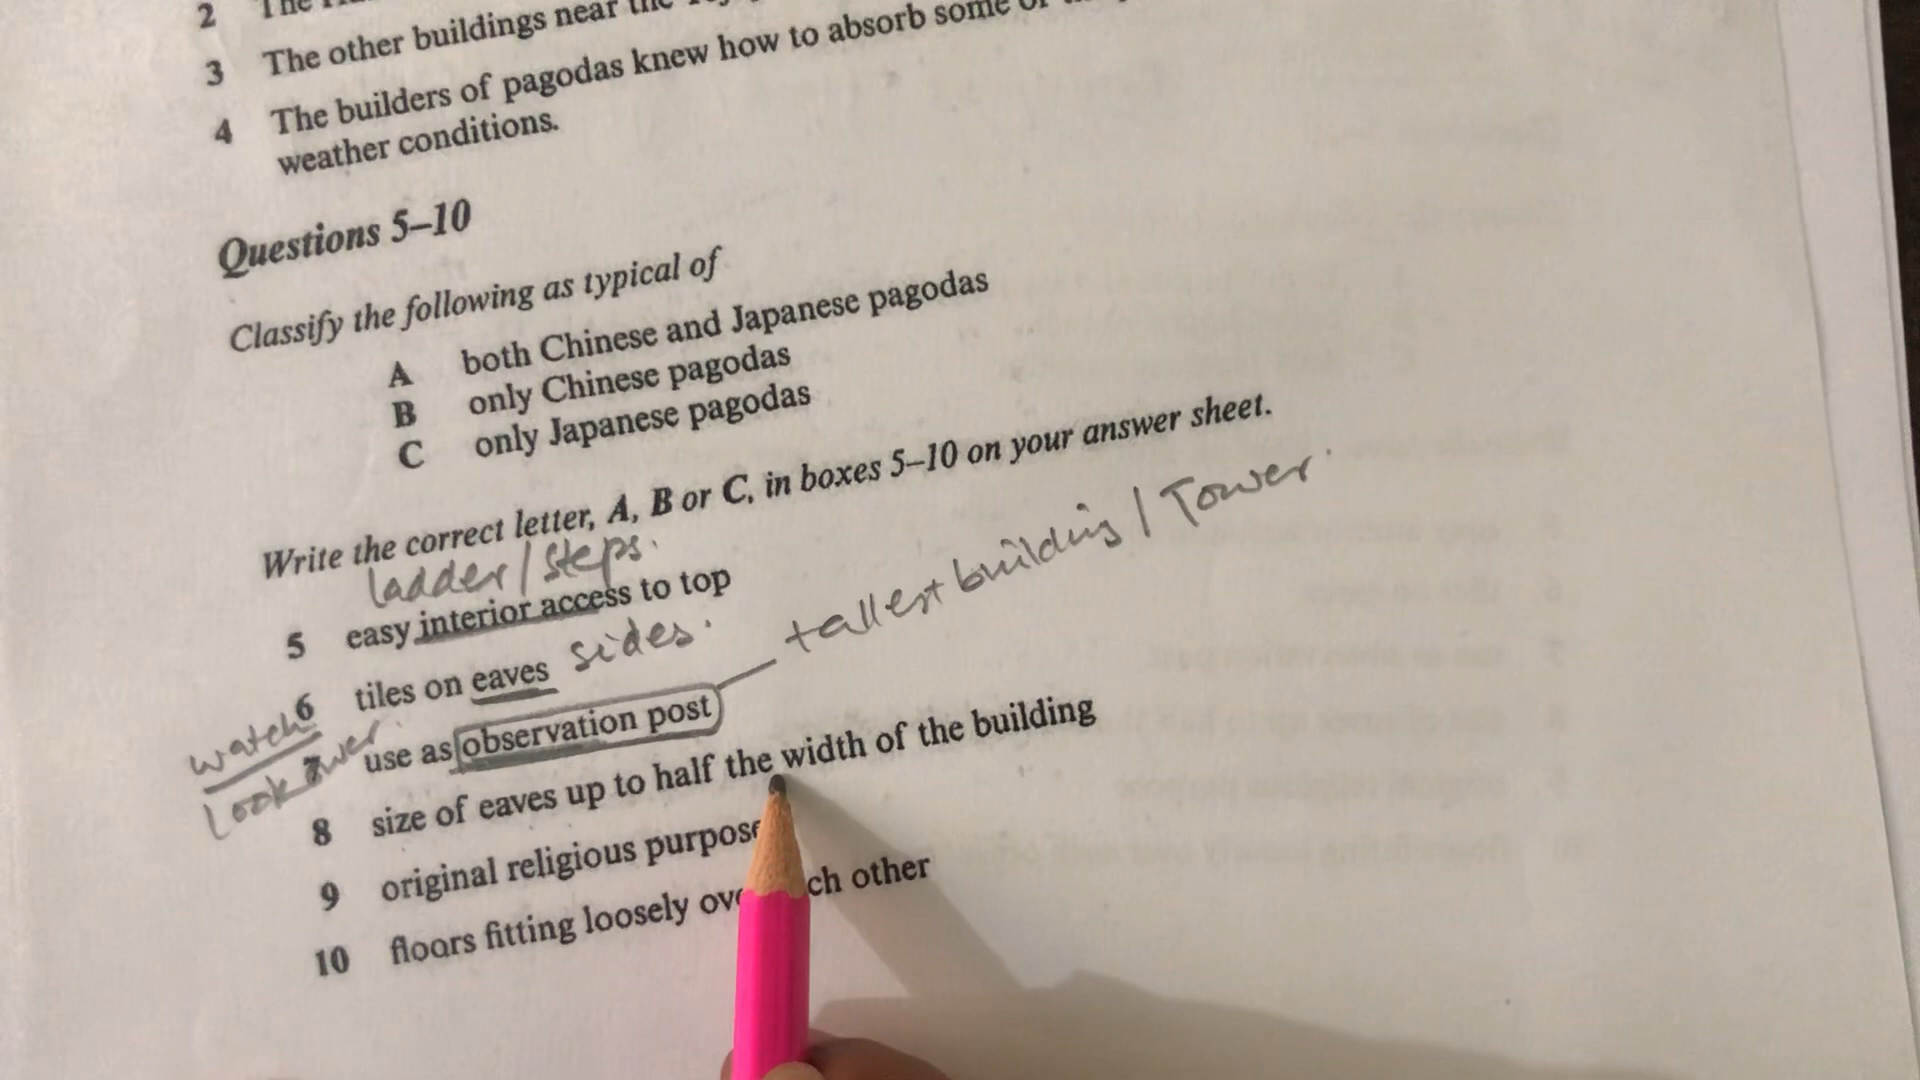 2 The
3 The other buildings near the
4 The builders of pagodas knew how to absorb some of
weather conditions.
Questions 5–10
Classify the following as typical of
A both Chinese and Japanese pagodas
B only Chinese pagodas
C only Japanese pagodas
Write the correct letter, A, B or C, in boxes 5–10 on your answer sheet.
ladder/steps.
5 easy interior access to top
6 tiles on eaves sides.
tallest building / Tower.
watch
7 use as observation post
Look
8 size of eaves up to half the width of the building
9 original religious purpose
10 floors fitting loosely ch other